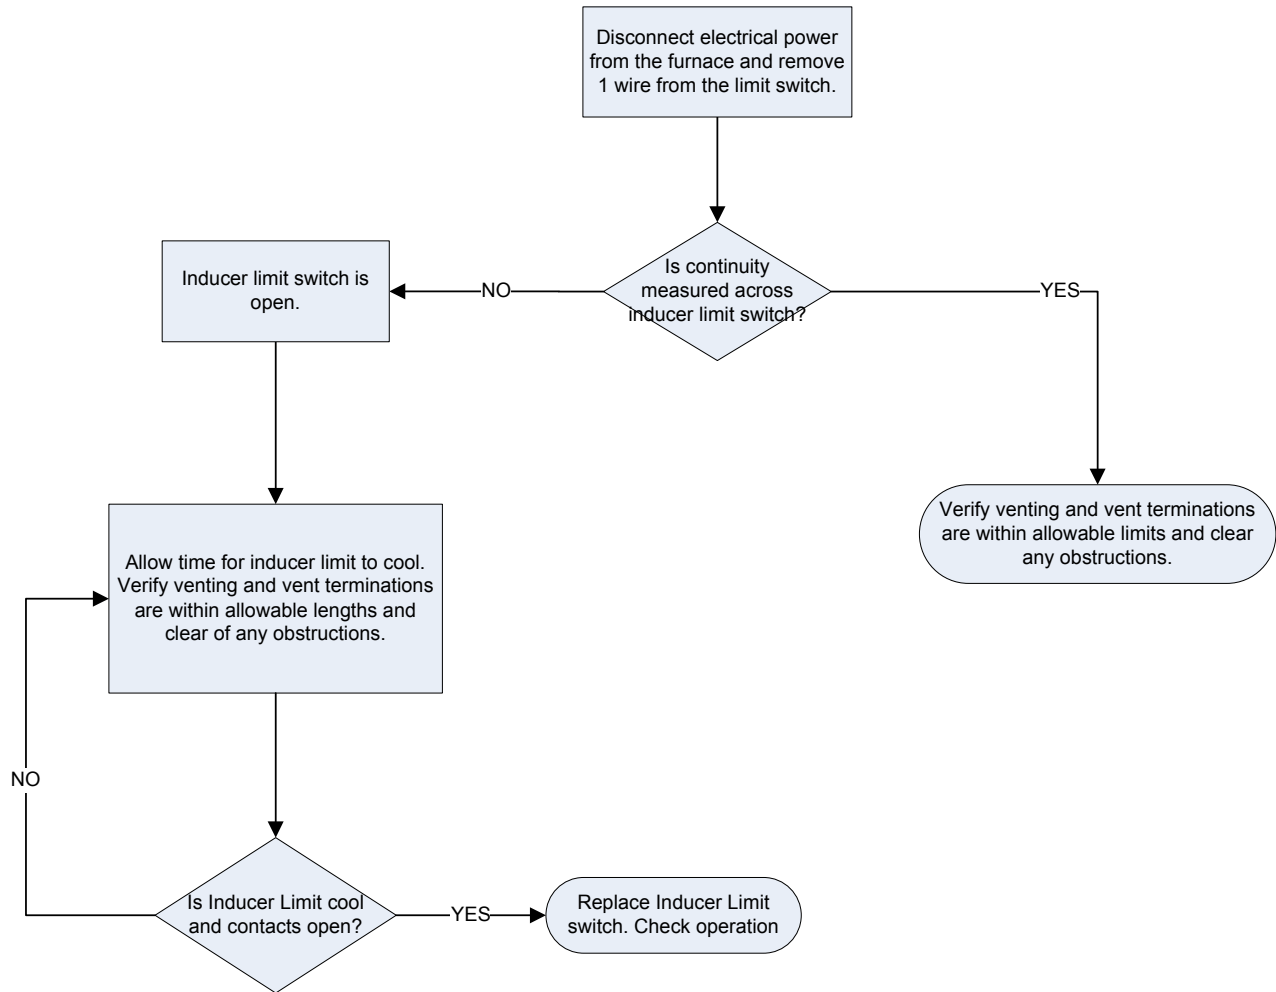 Disconnect electrical power
from the furnace and remove
1 wire from the limit switch.
Is continuity
measured across
inducer limit switch?
NO
YES
Inducer limit switch is
open.
Verify venting and vent terminations
are within allowable limits and clear
any obstructions.
Allow time for inducer limit to cool.
Verify venting and vent terminations
are within allowable lengths and
clear of any obstructions.
NO
Is Inducer Limit cool
and contacts open?
YES
Replace Inducer Limit
switch. Check operation